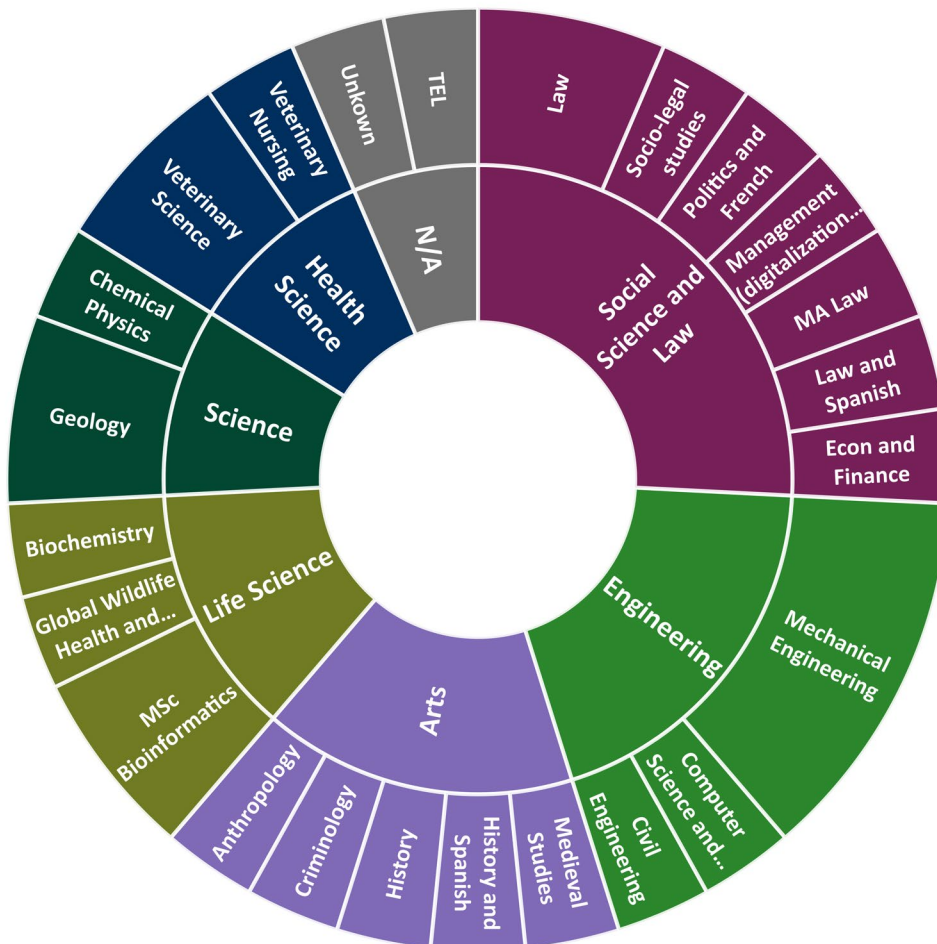 Social
Science and
Law
Law
Socio-legal
studies
Politics and
French
Management
(digitalization...
MA Law
Law and
Spanish
Econ and
Finance
Engineering
Mechanical
Engineering
Computer
Science and...
Civil
Engineering
Arts
Medieval
Studies
History and
Spanish
History
Criminology
Anthropology
Life Science
MSc
Bioinformatics
Global Wildlife
Health and...
Biochemistry
Science
Geology
Chemical
Physics
Health
Science
Veterinary
Science
Veterinary
Nursing
N/A
Unkown
TEL